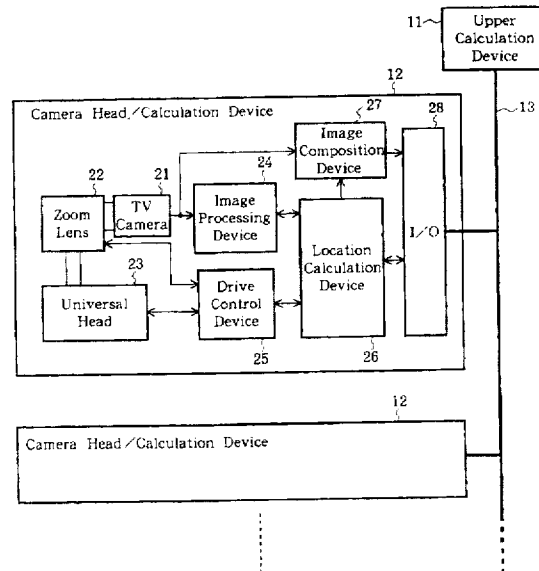 11
Upper
Calculation
Device
12
13
Camera Head/Calculation Device
27
28
Image
Composition
Device
22
21
24
Zoom
Lens
TV
Camera
Image
Processing
Device
I/O
Location
Calculation
Device
23
Universal
Head
Drive
Control
Device
25
26
12
Camera Head/Calculation Device